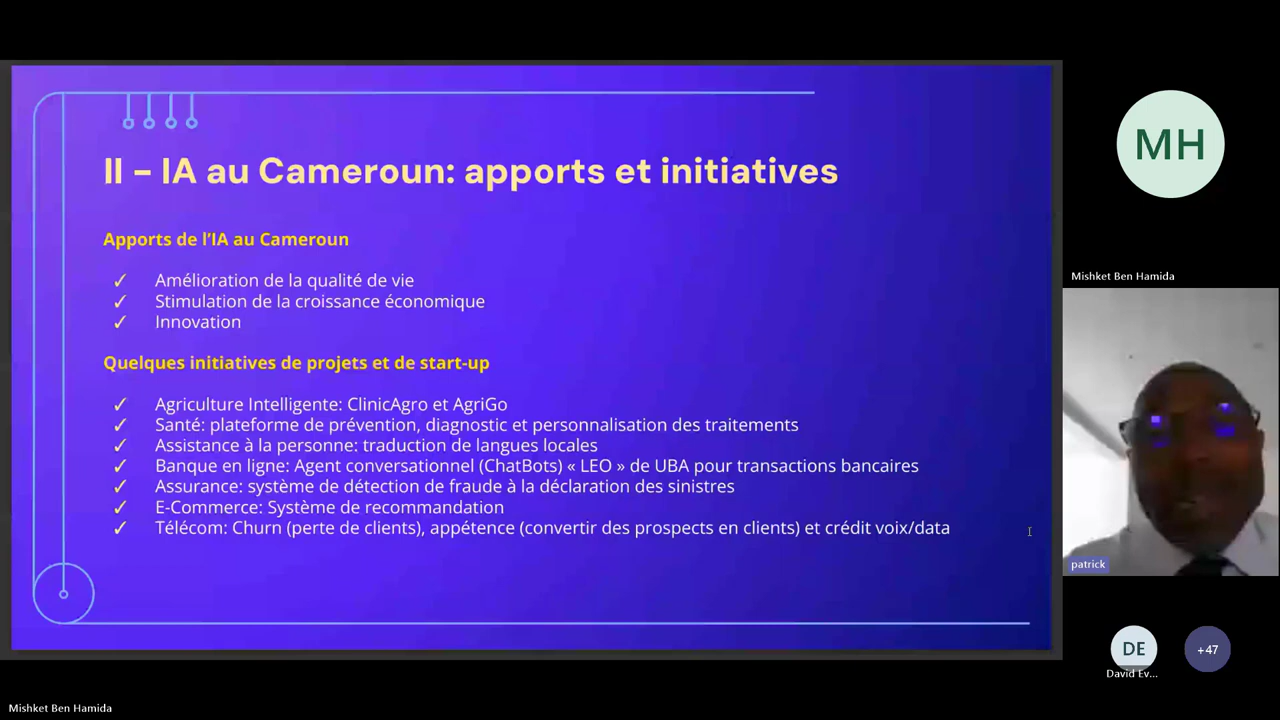 II – IA au Cameroun: apports et initiatives
Apports de l’IA au Cameroun
✓ Amélioration de la qualité de vie
✓ Stimulation de la croissance économique
✓ Innovation
Quelques initiatives de projets et de start-up
✓ Agriculture Intelligente: ClinicAgro et AgriGo
✓ Santé: plateforme de prévention, diagnostic et personnalisation des traitements
✓ Assistance à la personne: traduction de langues locales
✓ Banque en ligne: Agent conversationnel (ChatBots) « LEO » de UBA pour transactions bancaires
✓ Assurance: système de détection de fraude à la déclaration des sinistres
✓ E-Commerce: Système de recommandation
✓ Télécom: Churn (perte de clients), appétence (convertir des prospects en clients) et crédit voix/data
MH
Mishket Ben Hamida
patrick
DE
David Ev...
+47
Mishket Ben Hamida